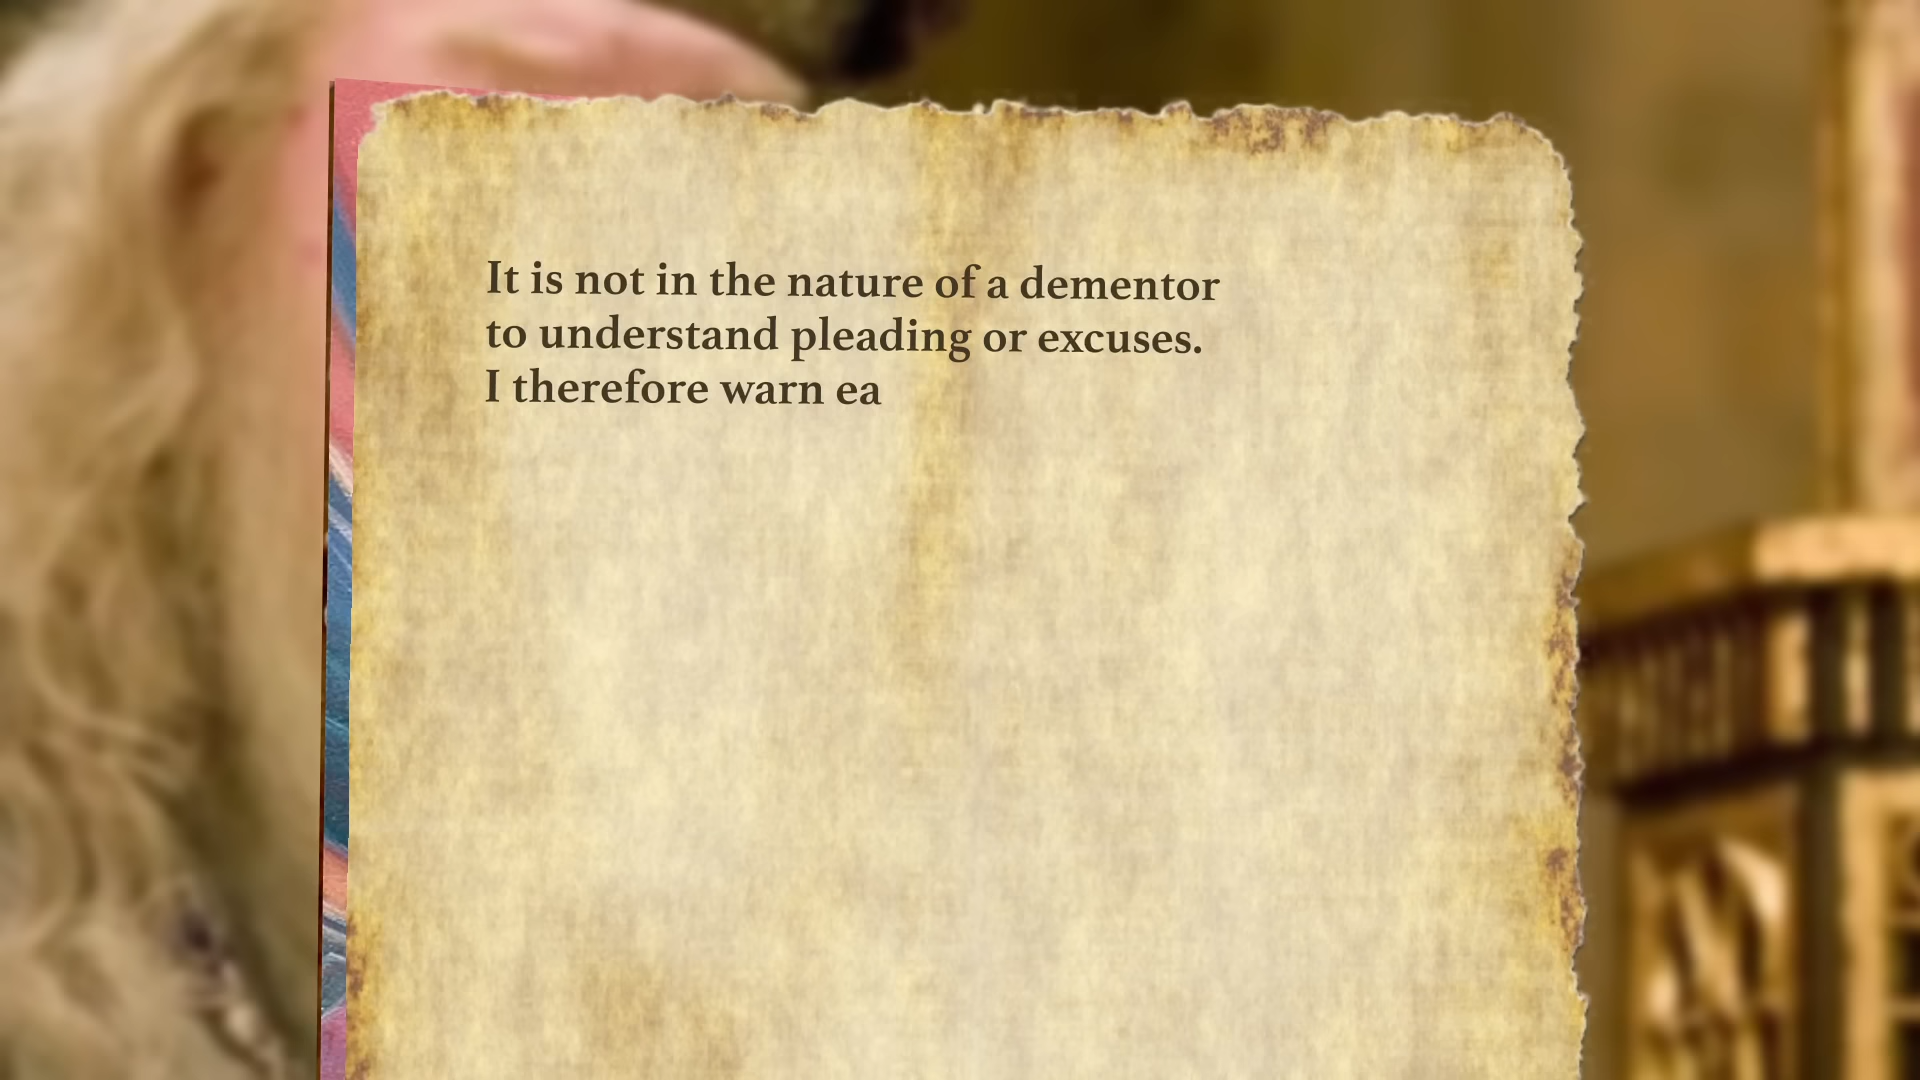 It is not in the nature of a dementor
to understand pleading or excuses.
I therefore warn ea